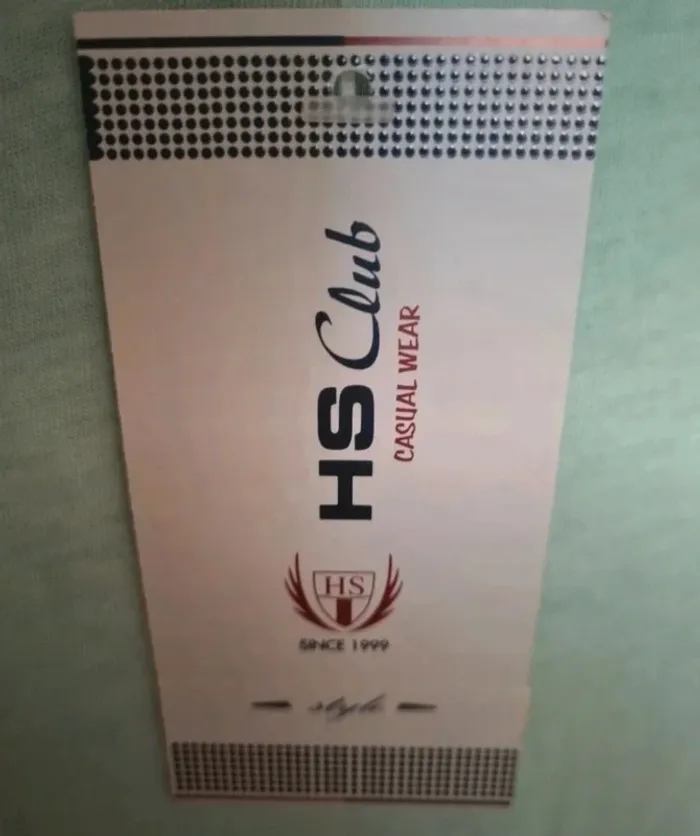 HS Club
CASUAL WEAR
HS
SINCE 1999
style